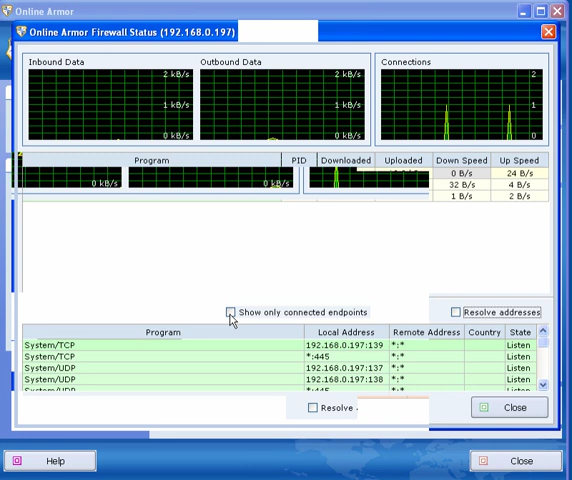 Online Armor
Online Armor Firewall Status (192.168.0.197)
Inbound Data Outbound Data Connections
2 kB/s 2 kB/s 2
1 kB/s 1 kB/s 1
0 kB/s 0 kB/s 0
Program PID Downloaded Uploaded Down Speed Up Speed
0 B/s 24 B/s
0 kB/s 0 kB/s 32 B/s 4 B/s
1 B/s 2 B/s
Show only connected endpoints Resolve addresses
Program Local Address Remote Address Country State
System/TCP 192.168.0.197:139 *:* Listen
System/TCP *:445 *:* Listen
System/UDP 192.168.0.197:137 *:* Listen
System/UDP 192.168.0.197:138 *:* Listen
System/UDP *:445 *:* Listen
Resolve Close
Help Close